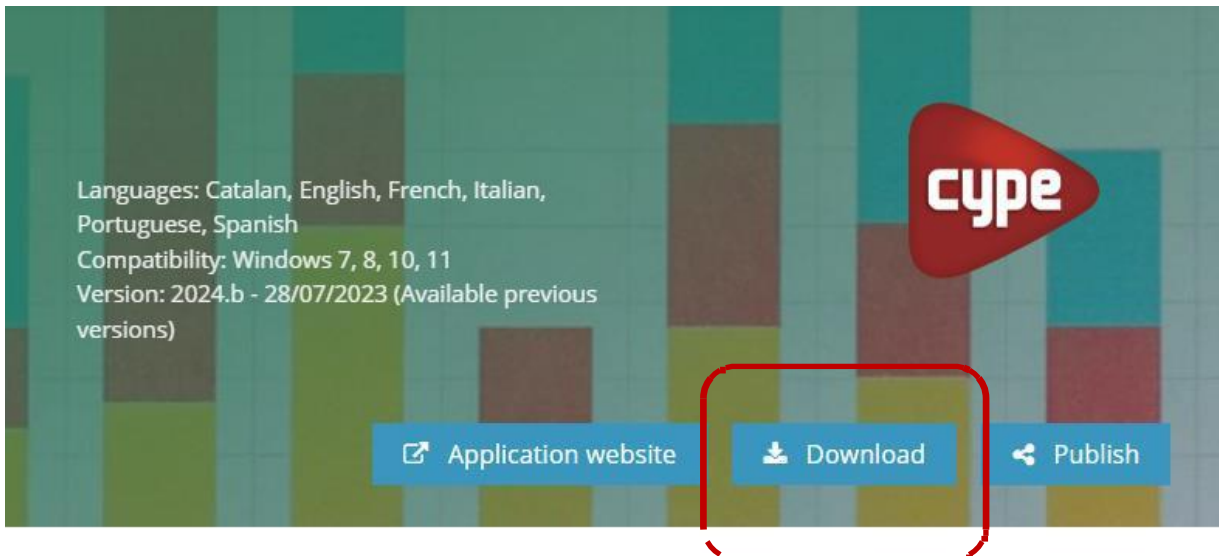 Languages: Catalan, English, French, Italian,
Portuguese, Spanish
Compatibility: Windows 7, 8, 10, 11
Version: 2024.b - 28/07/2023 (Available previous
versions)
cype
Application website
Download
Publish